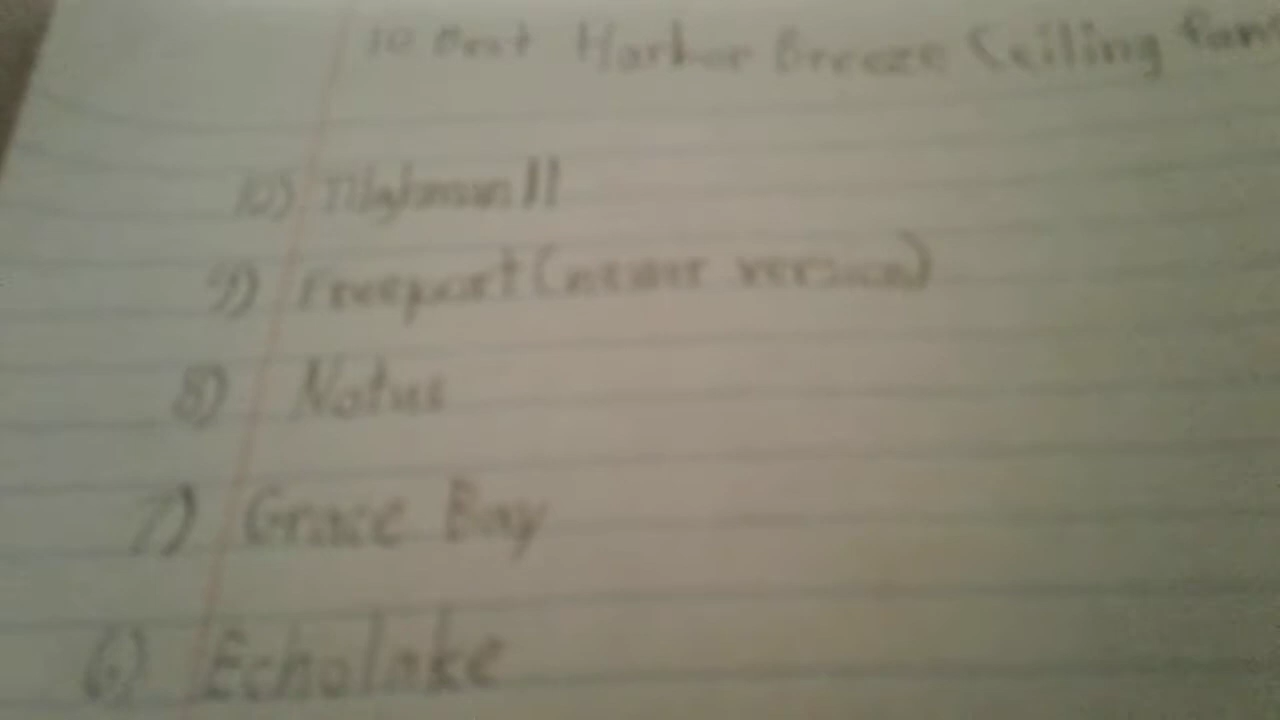 10 Best Harbor Breeze Ceiling fans
10) Tilghman II
9) Freeport (newer version)
8) Notus
7) Grace Bay
6) Echolake